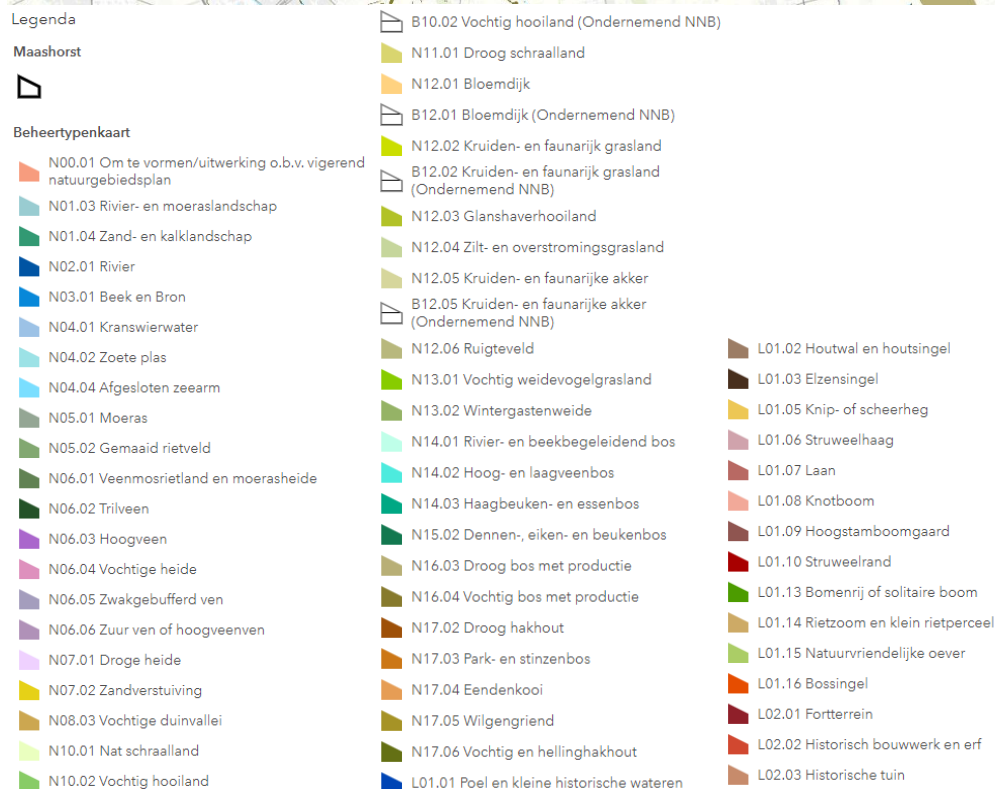 Legenda
Maashorst
Beheertypenkaart
N00.01 Om te vormen/uitwerking o.b.v. vigerend
natuurgebiedsplan
N01.03 Rivier- en moeraslandschap
N01.04 Zand- en kalklandschap
N02.01 Rivier
N03.01 Beek en Bron
N04.01 Kranswierwater
N04.02 Zoete plas
N04.04 Afgesloten zeearm
N05.01 Moeras
N05.02 Gemaaid rietveld
N06.01 Veenmosrietland en moerasheide
N06.02 Trilveen
N06.03 Hoogveen
N06.04 Vochtige heide
N06.05 Zwakgebufferd ven
N06.06 Zuur ven of hoogveenven
N07.01 Droge heide
N07.02 Zandverstuiving
N08.03 Vochtige duinvallei
N10.01 Nat schraalland
N10.02 Vochtig hooiland
B10.02 Vochtig hooiland (Ondernemend NNB)
N11.01 Droog schraalland
N12.01 Bloemdijk
B12.01 Bloemdijk (Ondernemend NNB)
N12.02 Kruiden- en faunarijk grasland
B12.02 Kruiden- en faunarijk grasland
(Ondernemend NNB)
N12.03 Glanshaverhooiland
N12.04 Zilt- en overstromingsgrasland
N12.05 Kruiden- en faunarijke akker
B12.05 Kruiden- en faunarijke akker
(Ondernemend NNB)
N12.06 Ruigteveld
N13.01 Vochtig weidevogelgrasland
N13.02 Wintergastenweide
N14.01 Rivier- en beekbegeleidend bos
N14.02 Hoog- en laagveenbos
N14.03 Haagbeuken- en essenbos
N15.02 Dennen-, eiken- en beukenbos
N16.03 Droog bos met productie
N16.04 Vochtig bos met productie
N17.02 Droog hakhout
N17.03 Park- en stinzenbos
N17.04 Eendenkooi
N17.05 Wilgengriend
N17.06 Vochtig en hellinghakhout
L01.01 Poel en kleine historische wateren
L01.02 Houtwal en houtsingel
L01.03 Elzensingel
L01.05 Knip- of scheerheg
L01.06 Struweelhaag
L01.07 Laan
L01.08 Knotboom
L01.09 Hoogstamboomgaard
L01.10 Struweelrand
L01.13 Bomenrij of solitaire boom
L01.14 Rietzoom en klein rietperceel
L01.15 Natuurvriendelijke oever
L01.16 Bossingel
L02.01 Fortterrein
L02.02 Historisch bouwwerk en erf
L02.03 Historische tuin